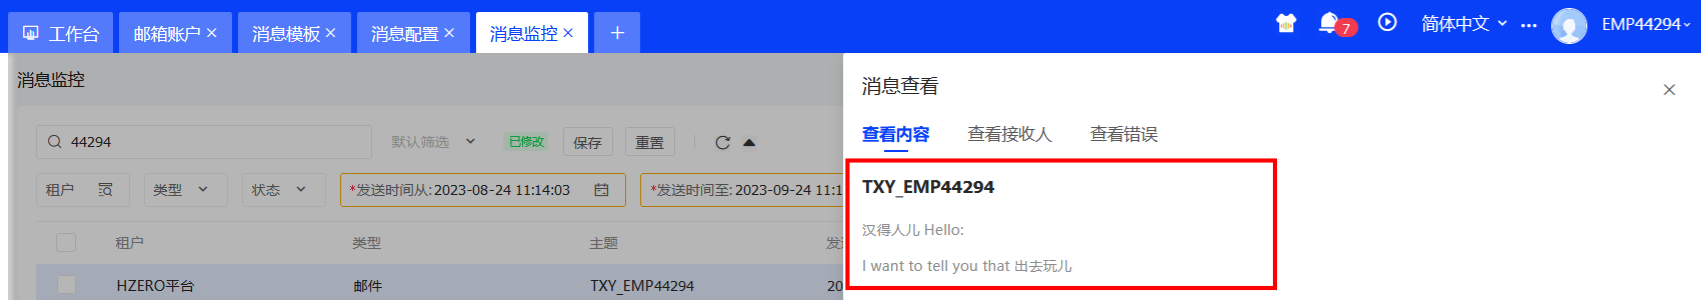 工作台 邮箱账户 × 消息模板 × 消息配置 × 消息监控 × + 7 简体中文 ... EMP44294
消息监控
消息查看 ×
44294 默认筛选 已修改 保存 重置
查看内容 查看接收人 查看错误
租户 类型 状态 *发送时间从:2023-08-24 11:14:03 *发送时间至:2023-09-24 11:1
TXY_EMP44294
汉得人儿 Hello:
I want to tell you that 出去玩儿
租户 类型 主题 发
HZERO平台 邮件 TXY_EMP44294 20